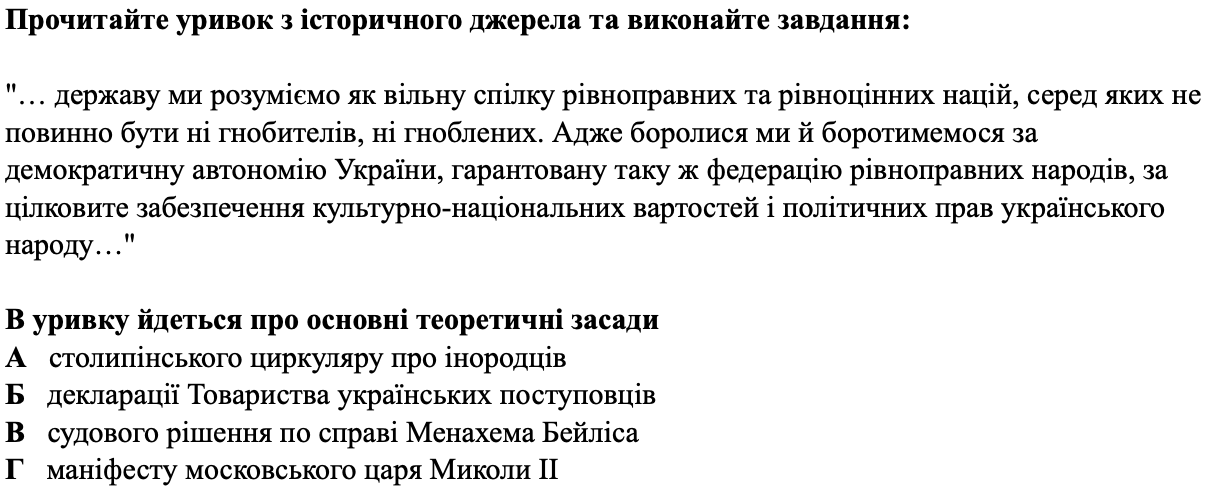 Прочитайте уривок з історичного джерела та виконайте завдання:
"… державу ми розуміємо як вільну спілку рівноправних та рівноцінних націй, серед яких не
повинно бути ні гнобителів, ні гноблених. Адже боролися ми й боротимемося за
демократичну автономію України, гарантовану таку ж федерацію рівноправних народів, за
цілковите забезпечення культурно-національних вартостей і політичних прав українського
народу…"
В уривку йдеться про основні теоретичні засади
А столипінського циркуляру про інородців
Б декларації Товариства українських поступовців
В судового рішення по справі Менахема Бейліса
Г маніфесту московського царя Миколи ІІ